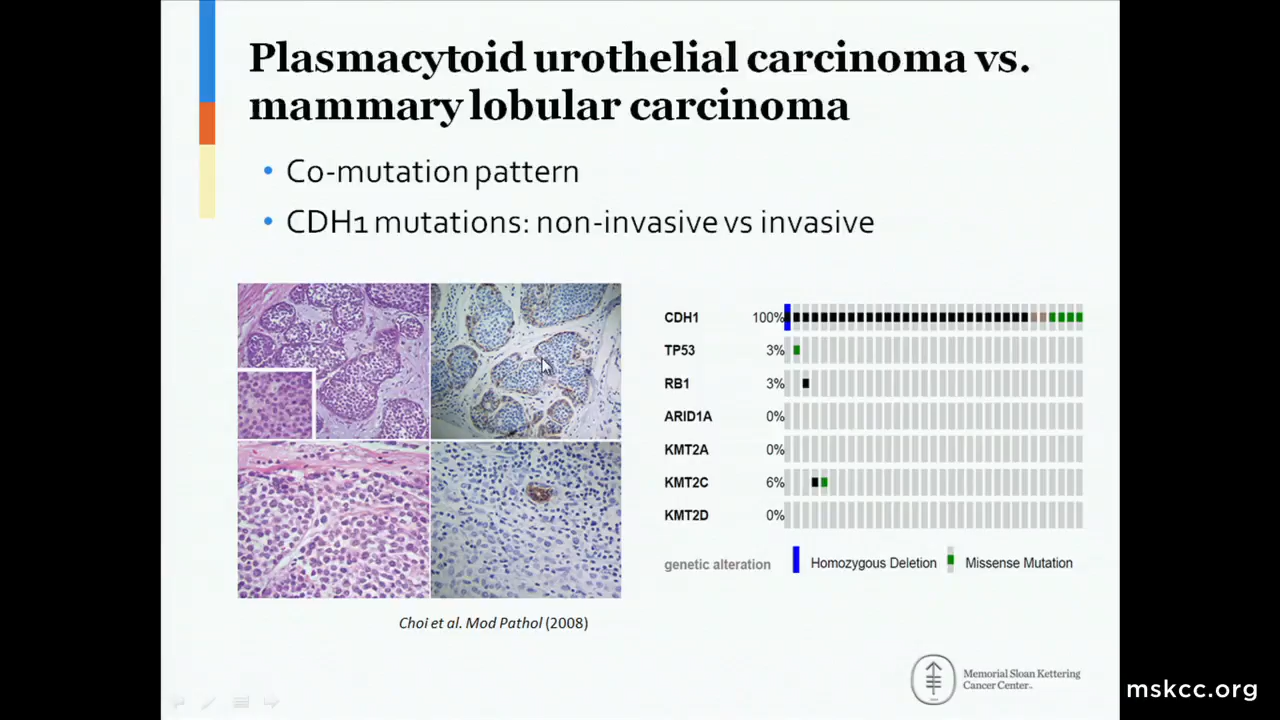 Plasmacytoid urothelial carcinoma vs.
mammary lobular carcinoma
• Co-mutation pattern
• CDH1 mutations: non-invasive vs invasive
CDH1 100%
TP53 3%
RB1 3%
ARID1A 0%
KMT2A 0%
KMT2C 6%
KMT2D 0%
genetic alteration Homozygous Deletion Missense Mutation
Choi et al. Mod Pathol (2008)
Memorial Sloan Kettering
Cancer Center™
mskcc.org